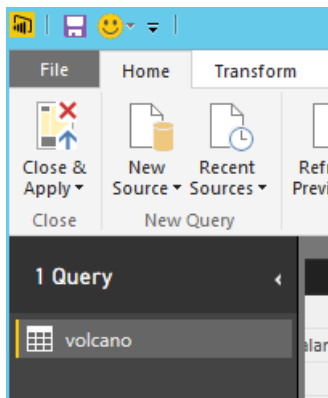 File Home Transform
Close & Apply
New Source
Recent Sources
Close
New Query
1 Query
volcano